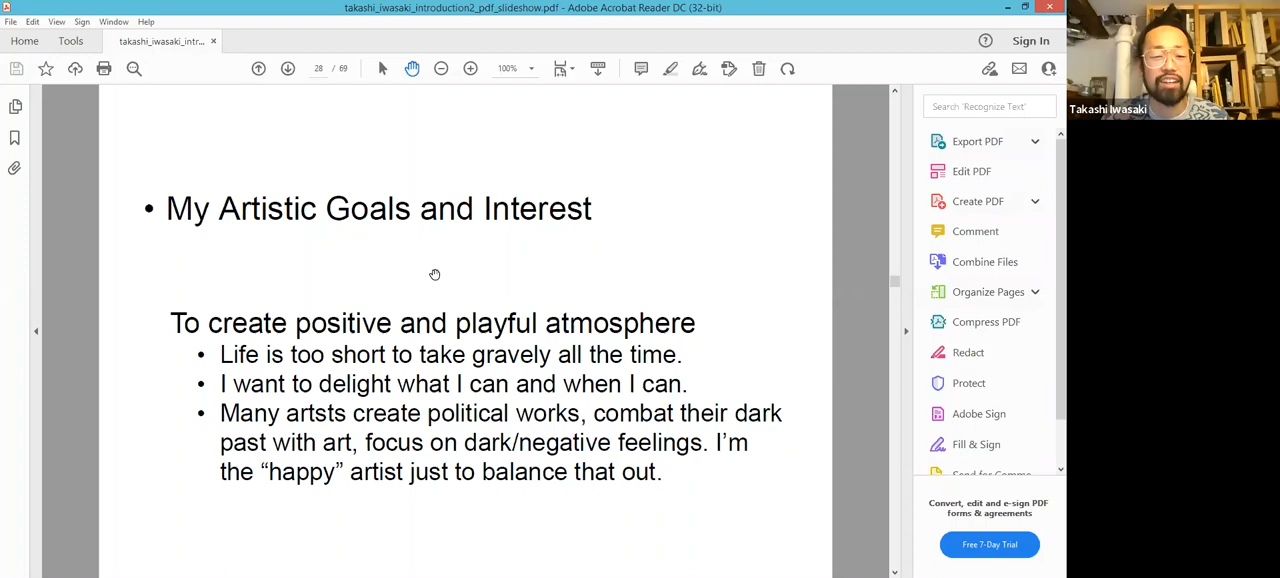 takashi_iwasaki_introduction2_pdf_slideshow.pdf - Adobe Acrobat Reader DC (32-bit)
File Edit View Sign Window Help
Home Tools takashi_iwasaki_intr... Sign In
28 / 69 100%
• My Artistic Goals and Interest
To create positive and playful atmosphere
• Life is too short to take gravely all the time.
• I want to delight what I can and when I can.
• Many artsts create political works, combat their dark
past with art, focus on dark/negative feelings. I’m
the “happy” artist just to balance that out.
Search 'Recognize Text'
Export PDF
Edit PDF
Create PDF
Comment
Combine Files
Organize Pages
Compress PDF
Redact
Protect
Adobe Sign
Fill & Sign
Send for Comme
Convert, edit and e-sign PDF
forms & agreements
Free 7-Day Trial
Takashi Iwasaki